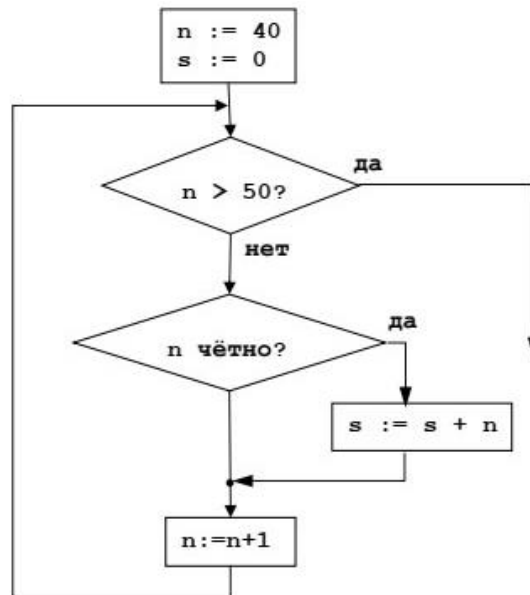 n := 40
s := 0
да
n > 50?
нет
да
n чётно?
s := s + n
n:=n+1